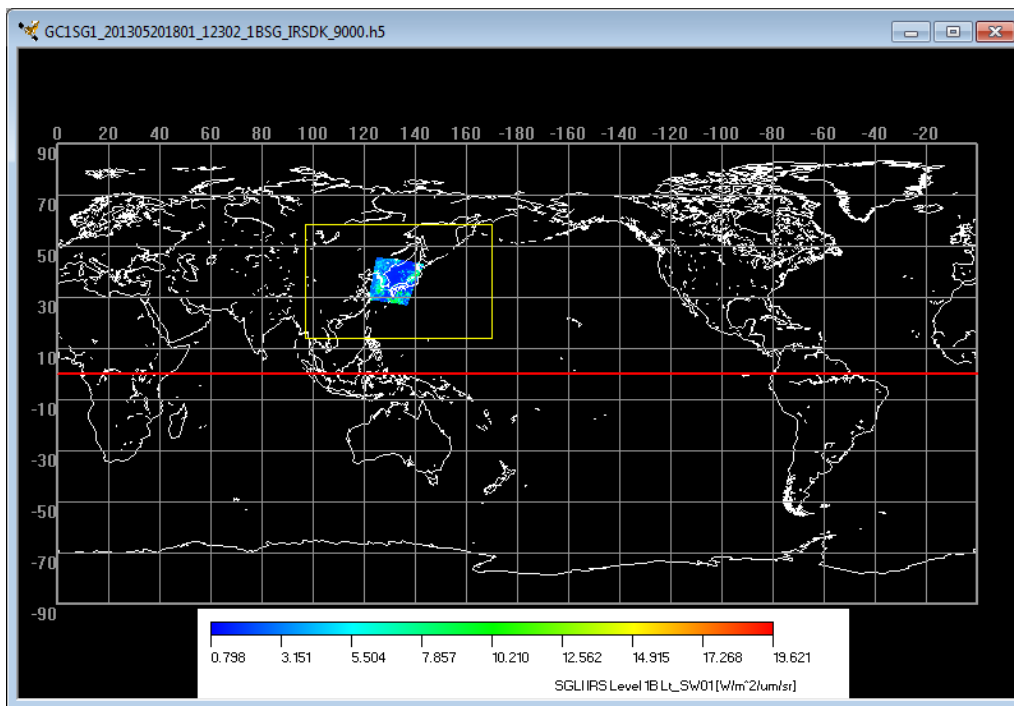 GC1SG1_201305201801_12302_1BSG_IRSDK_9000.h5
0 20 40 60 80 100 120 140 160 -180 -160 -140 -120 -100 -80 -60 -40 -20
90
70
50
30
10
-10
-30
-50
-70
-90
0.798 3.151 5.504 7.857 10.210 12.562 14.915 17.268 19.621
SGLI IRS Level 1B Lt_SW01 [W/m^2/um/sr]